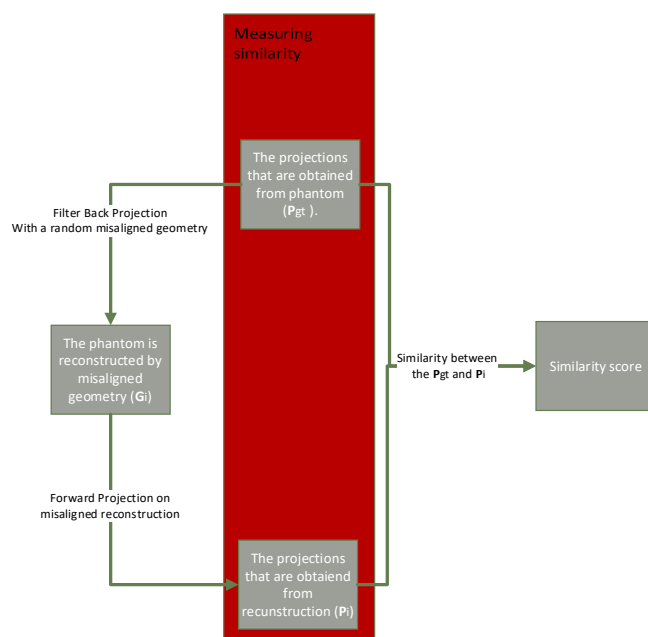 Measuring
similarity
The projections
that are obtained
from phantom
(Pgt ).
Filter Back Projection
With a random misaligned geometry
The phantom is
reconstructed by
misaligned
geometry (Gi)
Similarity between
the Pgt and Pi
Similarity score
Forward Projection on
misaligned reconstruction
The projections
that are obtaiend
from
recunstruction (Pi)